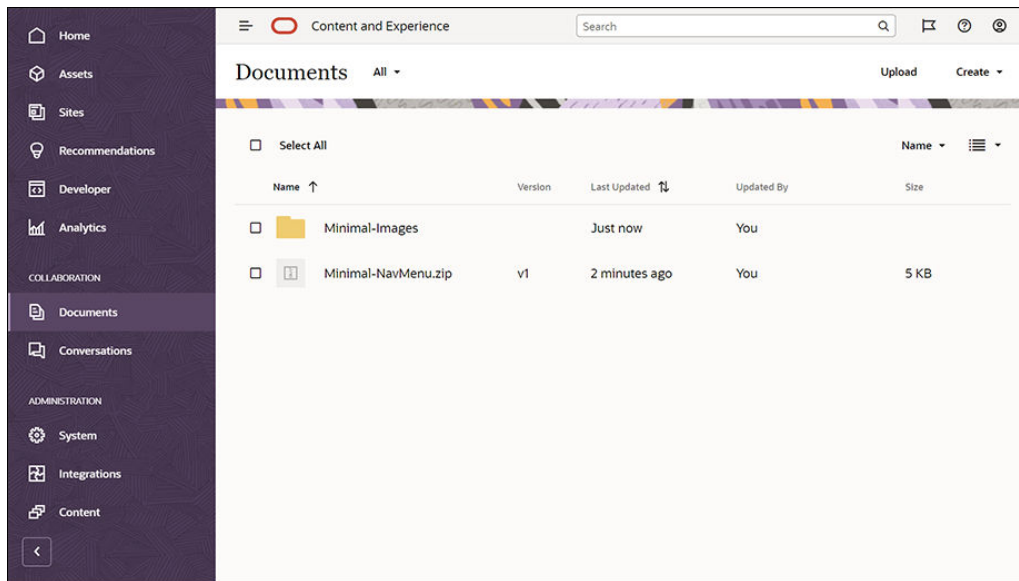 Home
Assets
Sites
Recommendations
Developer
Analytics
COLLABORATION
Documents
Conversations
ADMINISTRATION
System
Integrations
Content
Content and Experience
Search
Documents All
Upload Create
Select All
Name
Name Version Last Updated Updated By Size
Minimal-Images Just now You
Minimal-NavMenu.zip v1 2 minutes ago You 5 KB